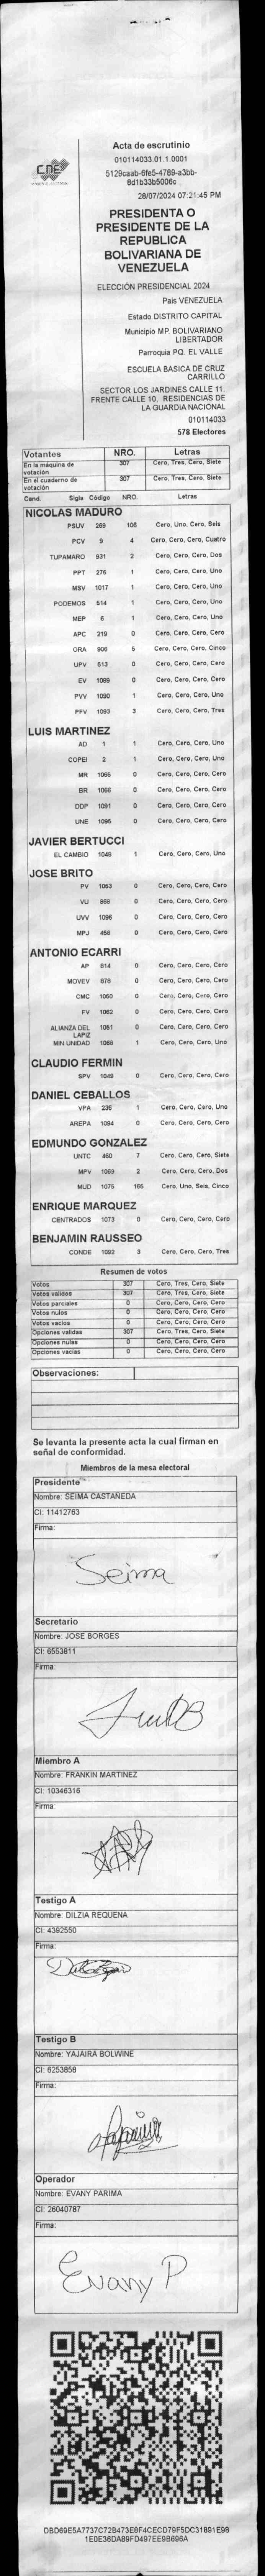 CNE
Acta de escrutinio
010114033.01.1.0001
5129caab-6fe5-4789-a3bb-
8d1b33b5006c
28/07/2024 07:21:45 PM
PRESIDENTA O
PRESIDENTE DE LA
REPUBLICA
BOLIVARIANA DE
VENEZUELA
ELECCIÓN PRESIDENCIAL 2024
Pais VENEZUELA
Estado DISTRITO CAPITAL
Municipio MP. BOLIVARIANO
LIBERTADOR
Parroquia PQ. EL VALLE
ESCUELA BASICA DE CRUZ
CARRILLO
SECTOR LOS JARDINES CALLE 11.
FRENTE CALLE 10, RESIDENCIAS DE
LA GUARDIA NACIONAL
010114033
578 Electores
Votantes NRO. Letras
En la máquina de votación 307 Cero, Tres, Cero, Siete
En el cuaderno de votación 307 Cero, Tres, Cero, Siete
Cand. Sigla Código NRO. Letras
NICOLAS MADURO
PSUV 269 106 Cero, Uno, Cero, Seis
PCV 9 4 Cero, Cero, Cero, Cuatro
TUPAMARO 931 2 Cero, Cero, Cero, Dos
PPT 276 1 Cero, Cero, Cero, Uno
MSV 1017 1 Cero, Cero, Cero, Uno
PODEMOS 514 1 Cero, Cero, Cero, Uno
MEP 6 1 Cero, Cero, Cero, Uno
APC 219 0 Cero, Cero, Cero, Cero
ORA 906 5 Cero, Cero, Cero, Cinco
UPV 513 0 Cero, Cero, Cero, Cero
EV 1089 0 Cero, Cero, Cero, Cero
PVV 1090 1 Cero, Cero, Cero, Uno
PFV 1093 3 Cero, Cero, Cero, Tres
LUIS MARTINEZ
AD 1 1 Cero, Cero, Cero, Uno
COPEI 2 1 Cero, Cero, Cero, Uno
MR 1065 0 Cero, Cero, Cero, Cero
BR 1066 0 Cero, Cero, Cero, Cero
DDP 1091 0 Cero, Cero, Cero, Cero
UNE 1095 0 Cero, Cero, Cero, Cero
JAVIER BERTUCCI
EL CAMBIO 1048 1 Cero, Cero, Cero, Uno
JOSE BRITO
PV 1053 0 Cero, Cero, Cero, Cero
VU 868 0 Cero, Cero, Cero, Cero
UVV 1096 0 Cero, Cero, Cero, Cero
MPJ 456 0 Cero, Cero, Cero, Cero
ANTONIO ECARRI
AP 814 0 Cero, Cero, Cero, Cero
MOVEV 878 0 Cero, Cero, Cero, Cero
CMC 1050 0 Cero, Cero, Cero, Cero
FV 1062 0 Cero, Cero, Cero, Cero
ALIANZA DEL LAPIZ 1051 0 Cero, Cero, Cero, Cero
MIN UNIDAD 1068 1 Cero, Cero, Cero, Uno
CLAUDIO FERMIN
SPV 1049 0 Cero, Cero, Cero, Cero
DANIEL CEBALLOS
VPA 236 1 Cero, Cero, Cero, Uno
AREPA 1094 0 Cero, Cero, Cero, Cero
EDMUNDO GONZALEZ
UNTC 460 7 Cero, Cero, Cero, Siete
MPV 1069 2 Cero, Cero, Cero, Dos
MUD 1075 165 Cero, Uno, Seis, Cinco
ENRIQUE MARQUEZ
CENTRADOS 1073 0 Cero, Cero, Cero, Cero
BENJAMIN RAUSSEO
CONDE 1092 3 Cero, Cero, Cero, Tres
Resumen de votos
Votos 307 Cero, Tres, Cero, Siete
Votos validos 307 Cero, Tres, Cero, Siete
Votos parciales 0 Cero, Cero, Cero, Cero
Votos nulos 0 Cero, Cero, Cero, Cero
Votos vacios 0 Cero, Cero, Cero, Cero
Opciones validas 307 Cero, Tres, Cero, Siete
Opciones nulas 0 Cero, Cero, Cero, Cero
Opciones vacias 0 Cero, Cero, Cero, Cero
Observaciones:
Se levanta la presente acta la cual firman en
señal de conformidad.
Miembros de la mesa electoral
Presidente
Nombre: SEIMA CASTANEDA
CI: 11412763
Firma:
Seima
Secretario
Nombre: JOSE BORGES
CI: 6553811
Firma:
Miembro A
Nombre: FRANKIN MARTINEZ
CI: 10346316
Firma:
Testigo A
Nombre: DILZIA REQUENA
CI: 4392550
Firma:
Testigo B
Nombre: YAJAIRA BOLWINE
CI: 6253858
Firma:
Operador
Nombre: EVANY PARIMA
CI: 26040787
Firma:
Evany P
DBD69E5A7737C72B473E8F4CECD79F5DC31891E98
1E0E36DA89FD497EE9B696A